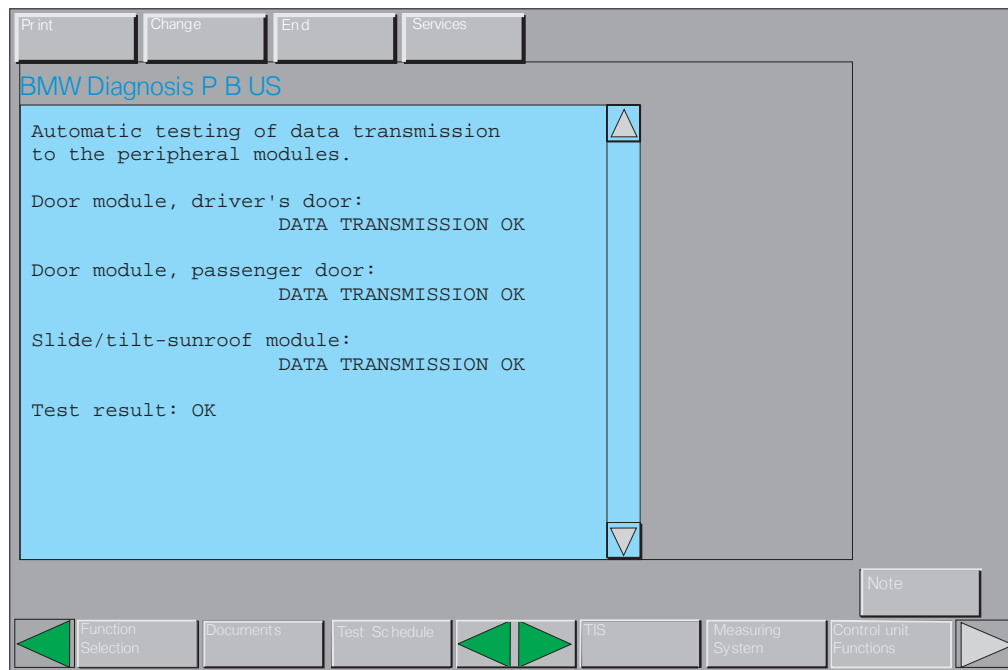 Print
Change
End
Services
BMW Diagnosis P B US
Automatic testing of data transmission
to the peripheral modules.
Door module, driver's door:
DATA TRANSMISSION OK
Door module, passenger door:
DATA TRANSMISSION OK
Slide/tilt-sunroof module:
DATA TRANSMISSION OK
Test result: OK
Note
Function
Selection
Documents
Test Schedule
TIS
Measuring
System
Control unit
Functions